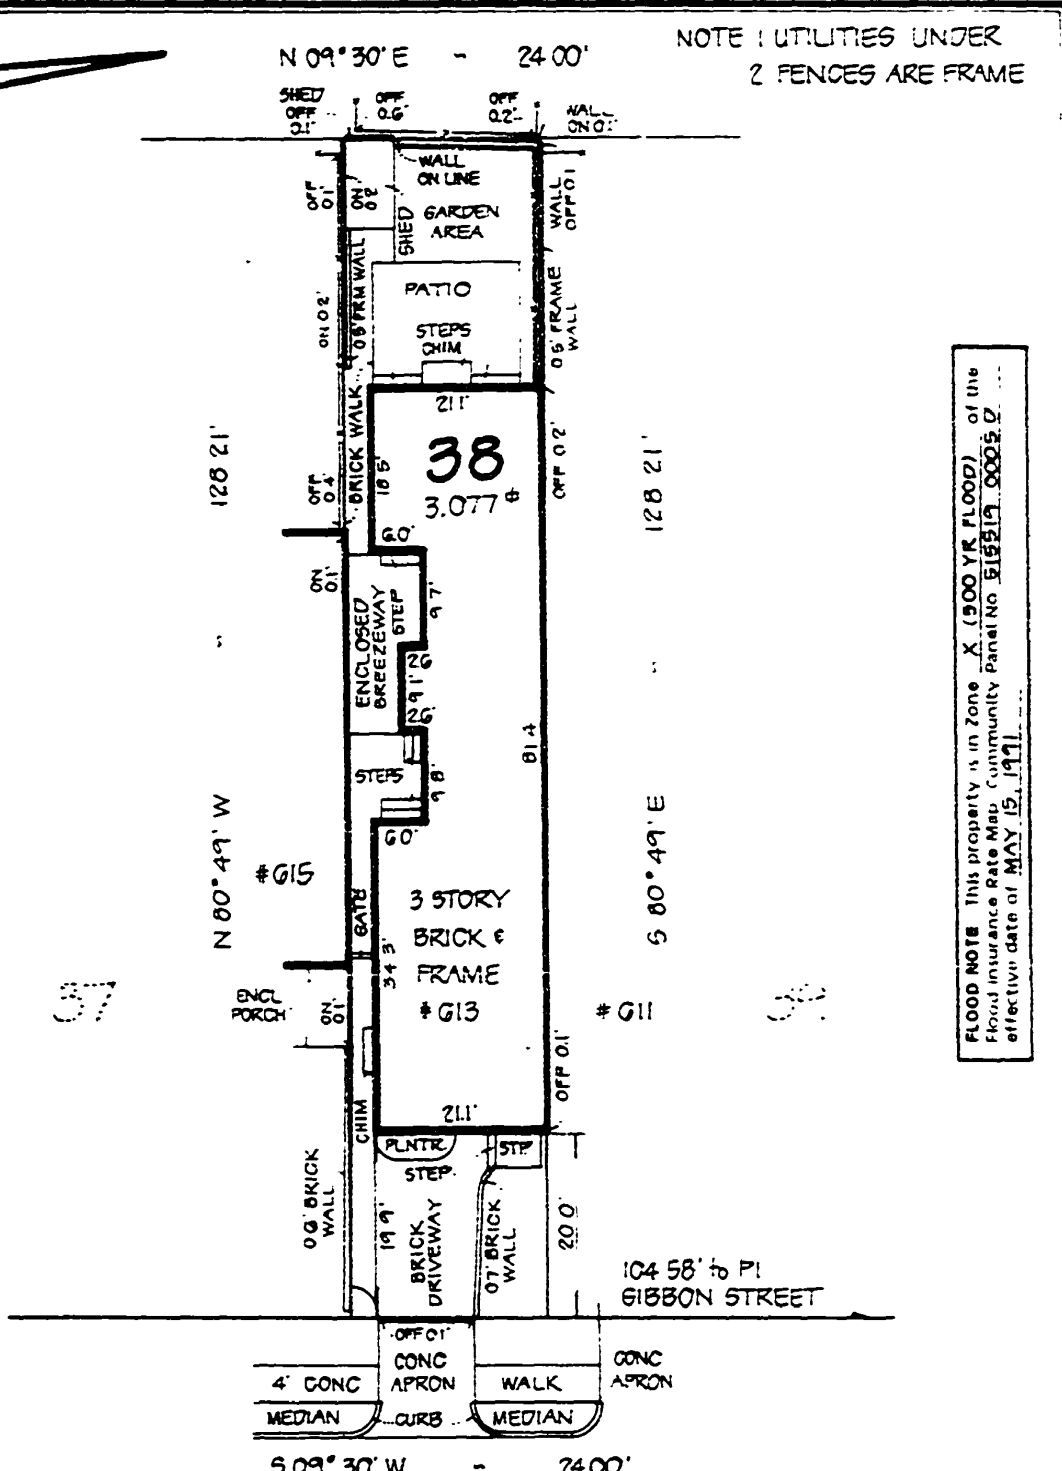 N 09°30' E - 24.00'
NOTE: 1 UTILITIES UNDER
2 FENCES ARE FRAME
SHED
OFF
0.1'
OFF
0.6'
OFF
0.2'
WALL
ON 0.1'
WALL
ON LINE
OFF
0.1'
ON
0.2'
SHED
GARDEN
AREA
WALL
OFF 0.1
ON 0.2'
0.5' FRM WALL
PATIO
STEPS
CHIM
0.5' FRAME
WALL
21.1'
128.21'
OFF
0.4'
BRICK WALK
18.5'
38
3,077 #
OFF 0.2'
128.21'
6.0'
ON
0.1'
ENCLOSED
BREEZEWAY
STEP
9.7'
2.6'
9.1'
2.6'
STEPS
9.8'
81.4
6.0'
N 80°49' W
S 80°49' E
#615
GATE
34.3'
3 STORY
BRICK &
FRAME
#613
#611
37
ENCL
PORCH
ON
0.1'
CHIM
OFF 0.1'
21.1'
PLNTR.
STEP
STP
0.6' BRICK
WALL
19.9'
BRICK
DRIVEWAY
0.7' BRICK
WALL
20.0'
104.58' to PI
GIBBON STREET
OFF 0.1'
CONC
APRON
4' CONC
WALK
CONC
APRON
MEDIAN
CURB
MEDIAN
S 09°30' W - 24.00'
FLOOD NOTE This property is in Zone X (500 YR FLOOD) of the
Flood Insurance Rate Map Community Panel No 515519 0005 D
effective date of MAY 15, 1991